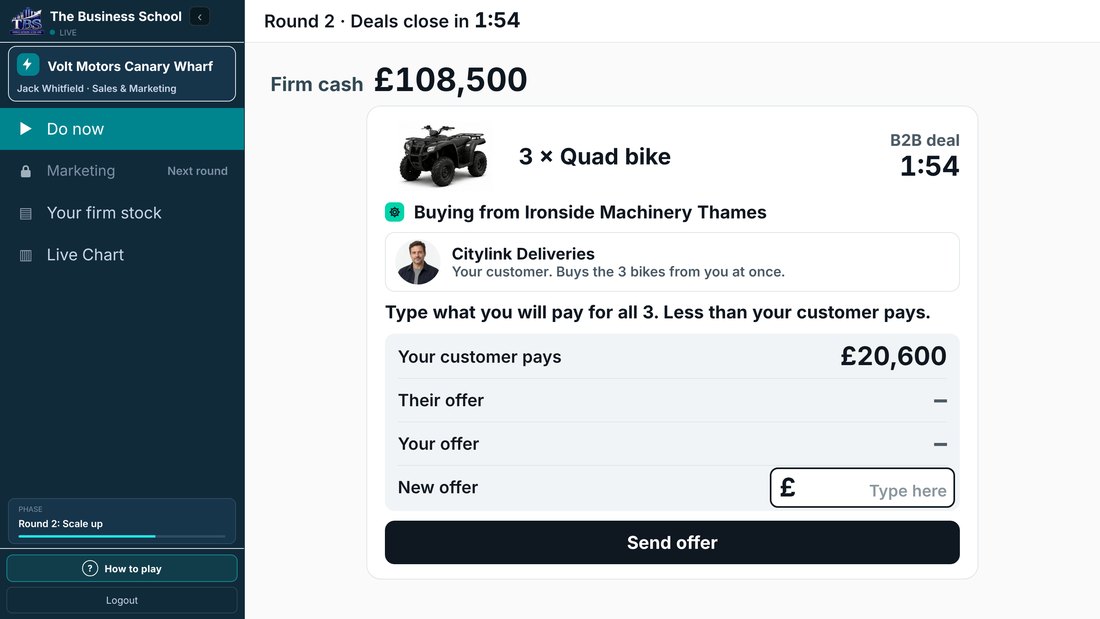 The Business School
LIVE
TBS
Volt Motors Canary Wharf
Jack Whitfield · Sales & Marketing
Do now
Marketing Next round
Your firm stock
Live Chart
PHASE
Round 2: Scale up
? How to play
Logout
Round 2 · Deals close in 1:54
Firm cash £108,500
3 × Quad bike
B2B deal
1:54
Buying from Ironside Machinery Thames
Citylink Deliveries
Your customer. Buys the 3 bikes from you at once.
Type what you will pay for all 3. Less than your customer pays.
Your customer pays £20,600
Their offer –
Your offer –
New offer £ Type here
Send offer